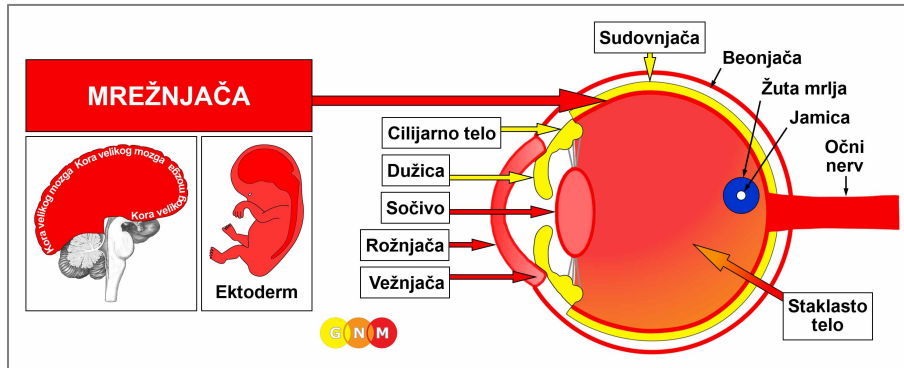 MREŽNJAČA
Kora velikog mozga Kora velikog mozga Kora velikog mozga
Kora velikog
Ektoderm
Sudovnjača
Beonjača
Žuta mrlja
Jamica
Očni
nerv
Cilijarno telo
Dužica
Sočivo
Rožnjača
Vežnjača
Staklasto
telo
G N M